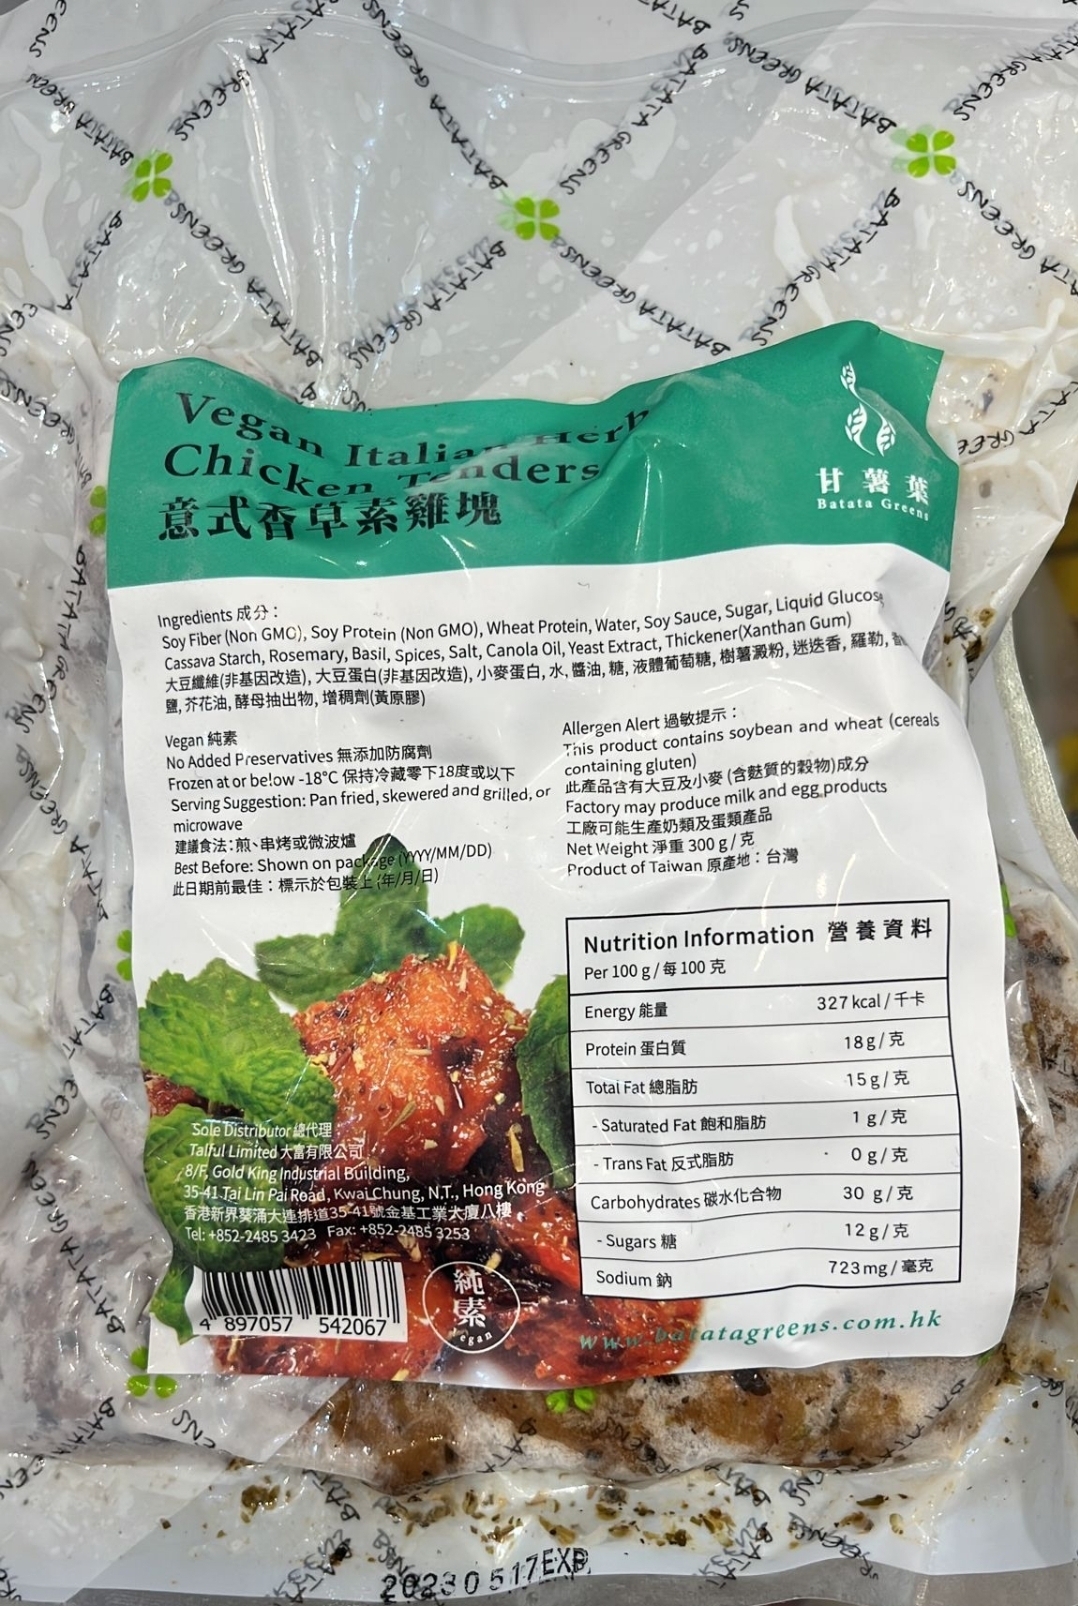 Vegan Italian Herb
Chicken Tenders
意式香草素雞塊
甘薯葉
Batata Greens
Ingredients 成分：
Soy Fiber (Non GMO), Soy Protein (Non GMO), Wheat Protein, Water, Soy Sauce, Sugar, Liquid Glucose
Cassava Starch, Rosemary, Basil, Spices, Salt, Canola Oil, Yeast Extract, Thickener(Xanthan Gum)
大豆纖維(非基因改造), 大豆蛋白(非基因改造), 小麥蛋白, 水, 醬油, 糖, 液體葡萄糖, 樹薯澱粉, 迷迭香, 羅勒,
鹽, 芥花油, 酵母抽出物, 增稠劑(黃原膠)
Vegan 純素
No Added Preservatives 無添加防腐劑
Frozen at or below -18°C 保持冷藏零下18度或以下
Serving Suggestion: Pan fried, skewered and grilled, or
microwave
建議食法：煎、串烤或微波爐
Best Before: Shown on package (YYYY/MM/DD)
此日期前最佳：標示於包裝上 (年/月/日)
Allergen Alert 過敏提示：
This product contains soybean and wheat (cereals
containing gluten)
此產品含有大豆及小麥 (含麩質的穀物)成分
Factory may produce milk and egg products
工廠可能生產奶類及蛋類產品
Net Weight 淨重 300 g / 克
Product of Taiwan 原產地：台灣
Nutrition Information 營養資料
Per 100 g / 每 100 克
Energy 能量 327 kcal / 千卡
Protein 蛋白質 18 g / 克
Total Fat 總脂肪 15 g / 克
- Saturated Fat 飽和脂肪 1 g / 克
- Trans Fat 反式脂肪 0 g / 克
Carbohydrates 碳水化合物 30 g / 克
- Sugars 糖 12 g / 克
Sodium 鈉 723 mg / 毫克
Sole Distributor 總代理
Taiful Limited 大富有限公司
8/F, Gold King Industrial Building,
35-41 Tai Lin Pai Road, Kwai Chung, N.T., Hong Kong
香港新界葵涌大連排道35-41號金基工業大廈八樓
Tel: +852-2485 3423 Fax: +852-2485 3253
4 897057 542067
純素
Vegan
www.batatagreens.com.hk
20230517EXP